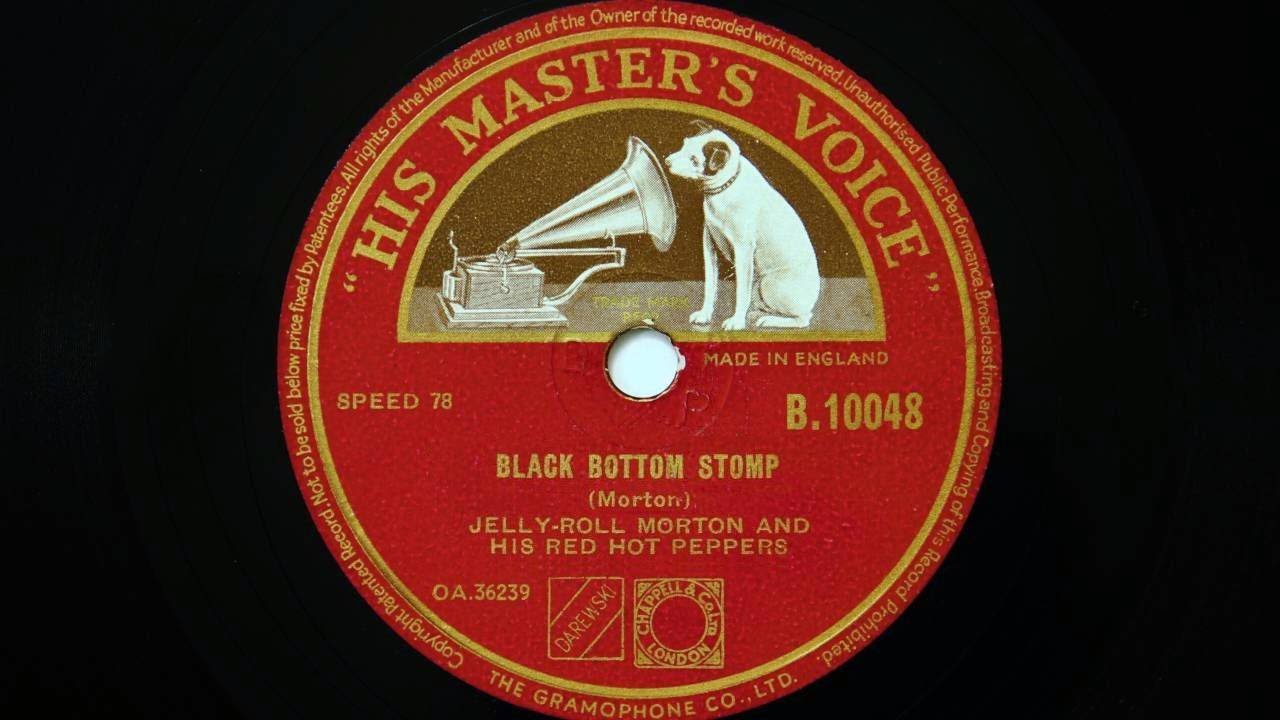 Copyright Patented Record. Not to be sold below price fixed by Patentees. All rights of the Manufacturer and of the Owner of the recorded work reserved. Unauthorised Public Performance, Broadcasting and Copying of this Record Prohibited.
"HIS MASTER'S VOICE"
TRADE MARK
MADE IN ENGLAND
SPEED 78
B.10048
BLACK BOTTOM STOMP
(Morton)
JELLY-ROLL MORTON AND
HIS RED HOT PEPPERS
OA.36239
DAREWSKI
CHAPPELL & Co LTD
LONDON
THE GRAMOPHONE CO., LTD.